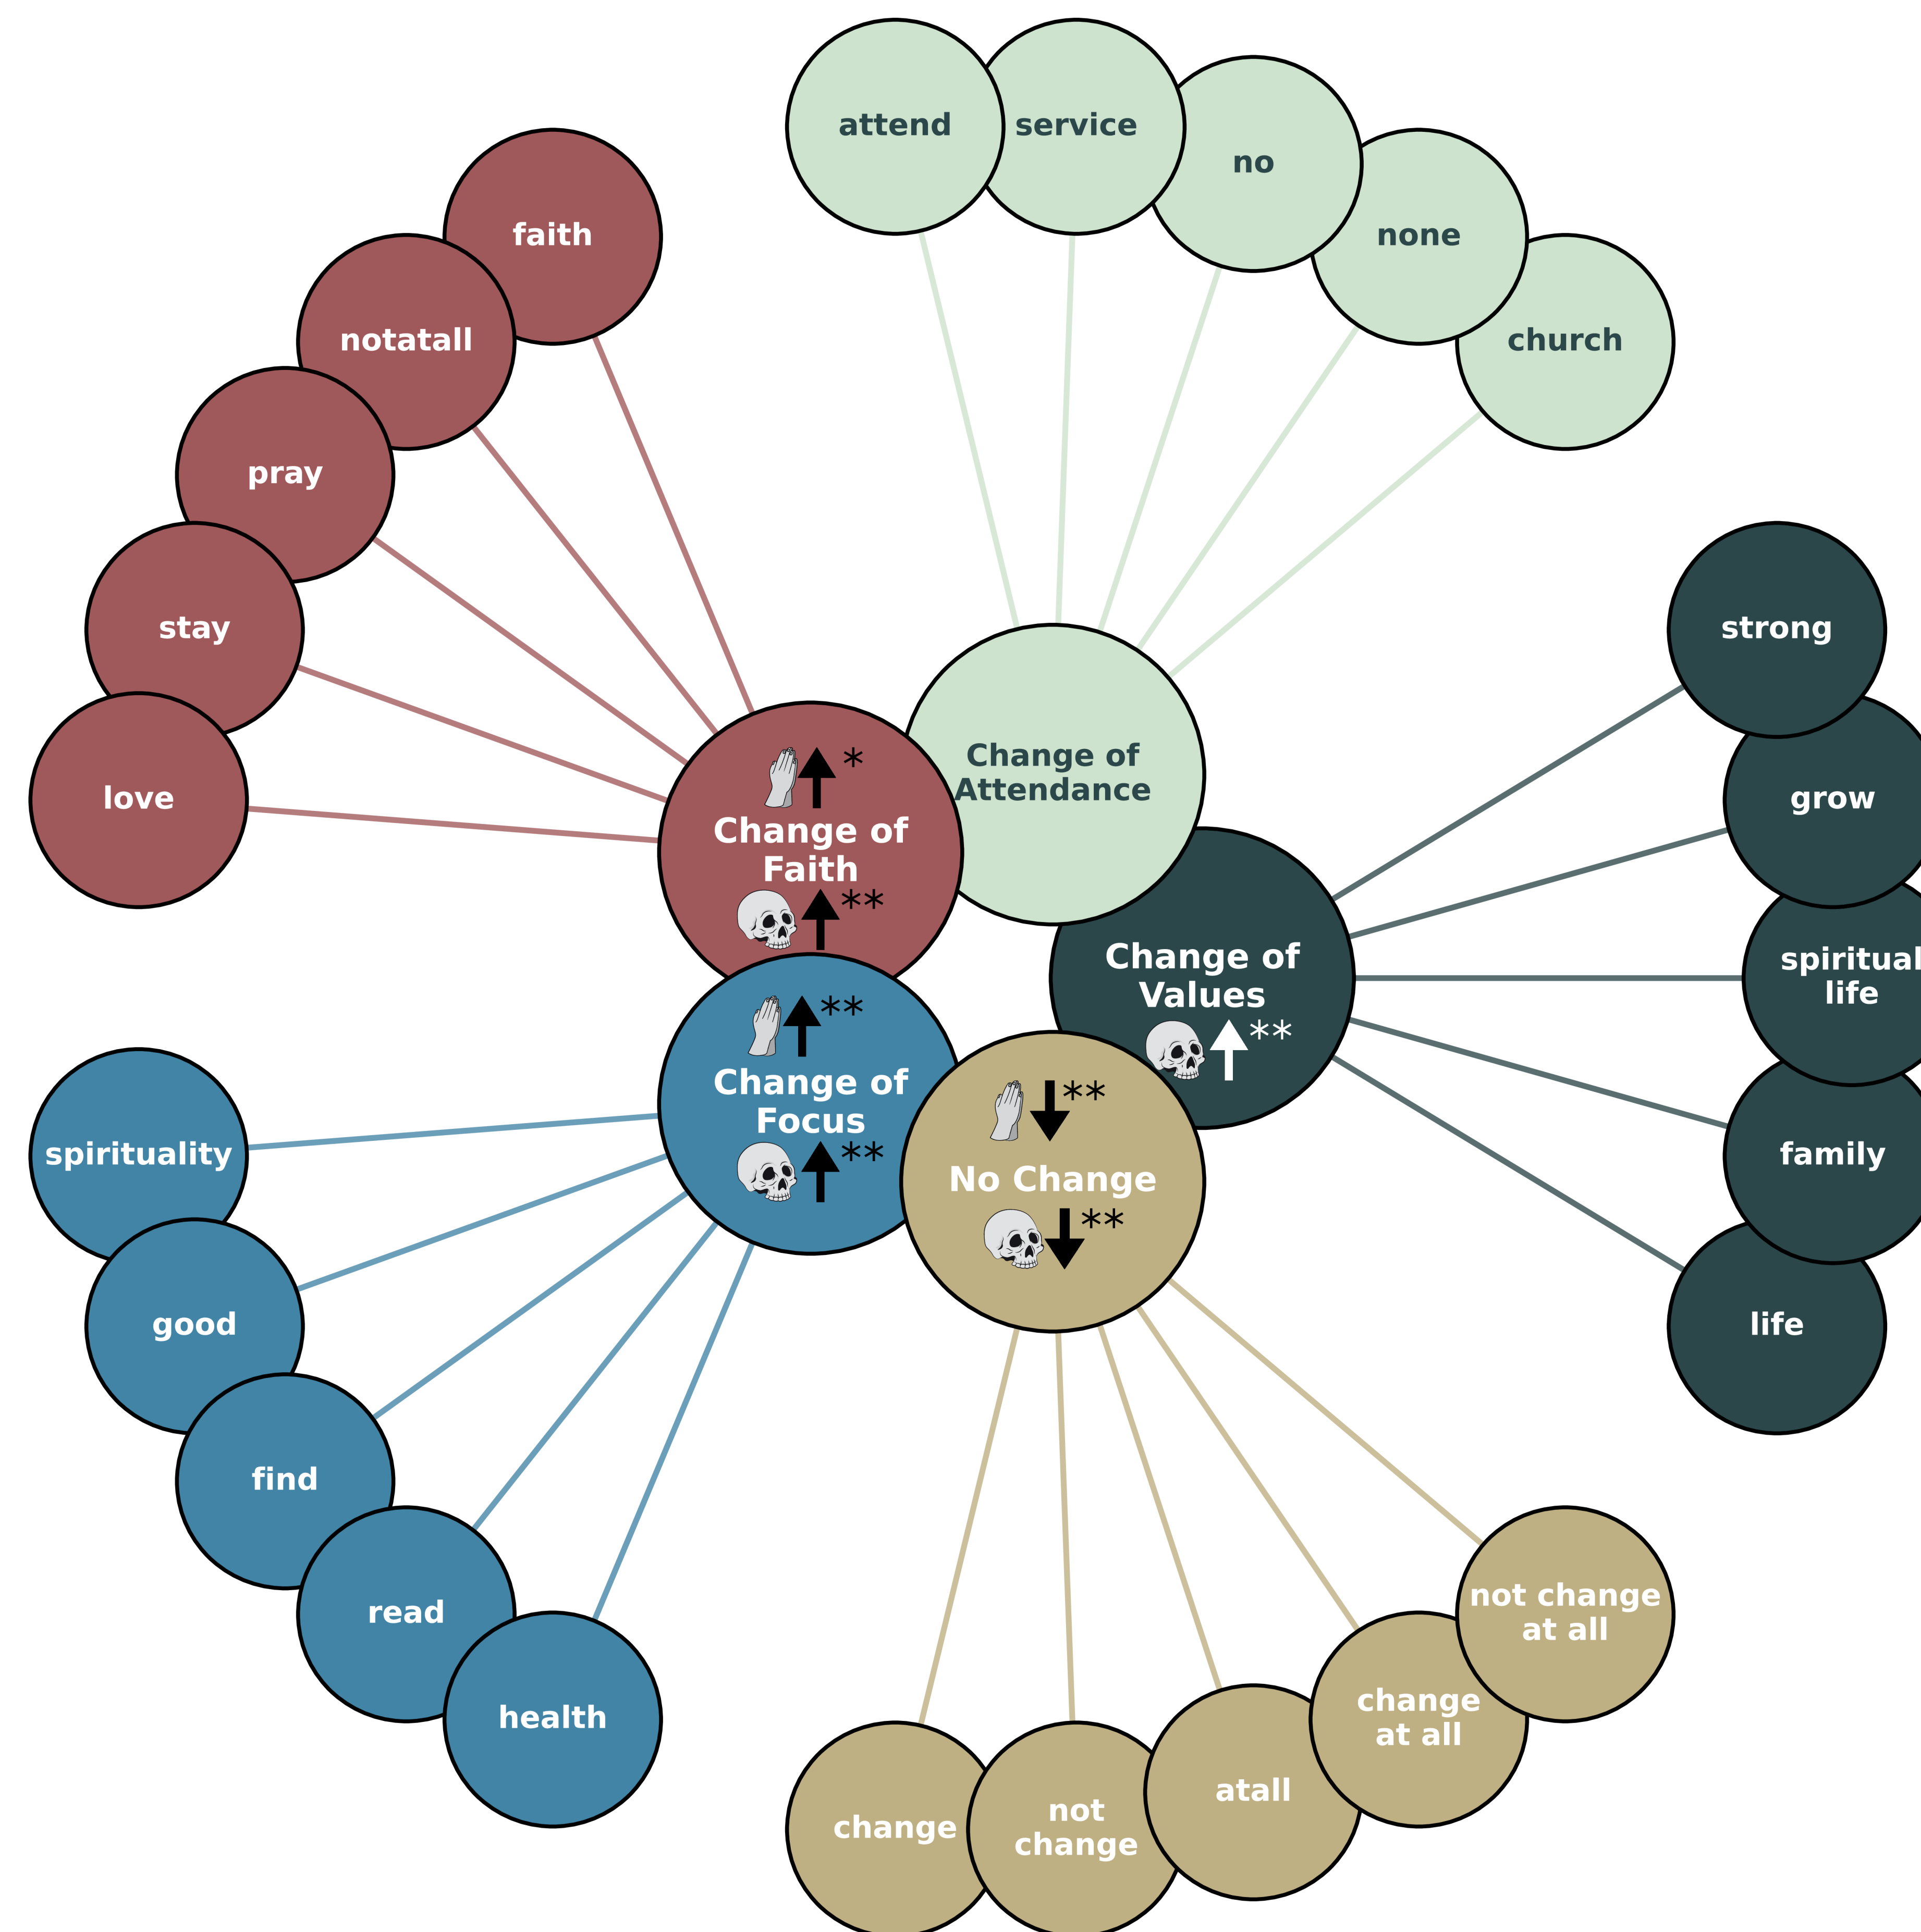 attend
service
no
none
church
faith
notatall
pray
stay
love
Change of
Attendance
*
Change of
Faith
**
strong
grow
spiritual
life
family
life
Change of
Values
**
**
Change of
Focus
**
**
No Change
**
spirituality
good
find
read
health
change
not
change
atall
change
at all
not change
at all